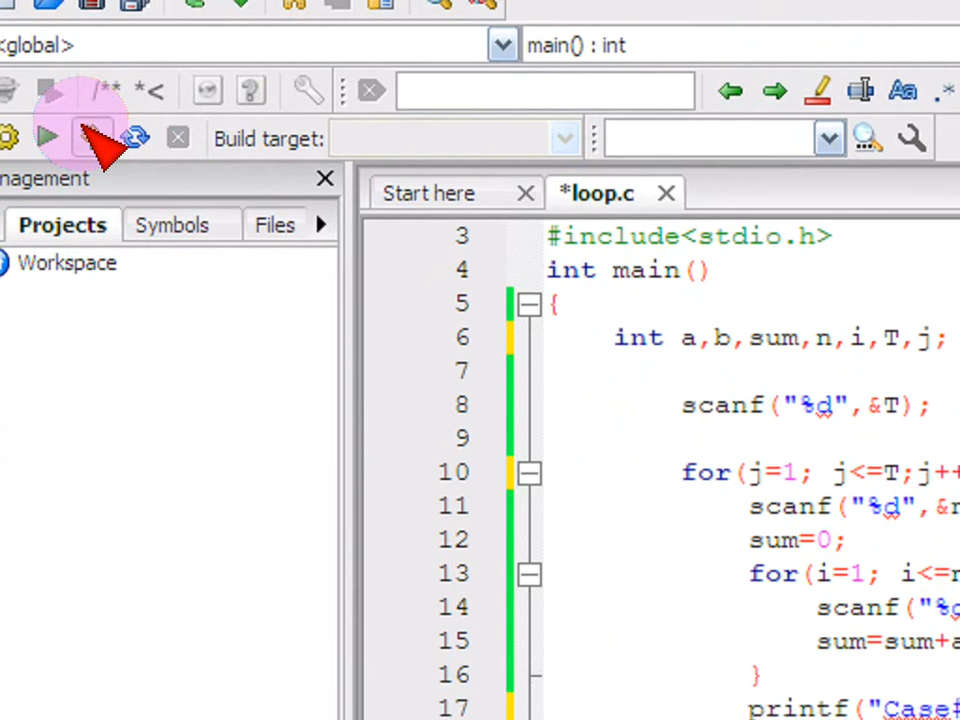 <global>
main() : int
/** *<
.*
Build target:
nagement
Projects
Symbols
Files
Workspace
Start here
*loop.c
3 #include<stdio.h>
4 int main()
5 {
6 int a,b,sum,n,i,T,j;
7
8 scanf("%d",&T);
9
10 for(j=1; j<=T;j++
11 scanf("%d",&n
12 sum=0;
13 for(i=1; i<=n
14 scanf("%d
15 sum=sum+a
16 }
17 printf("Case#